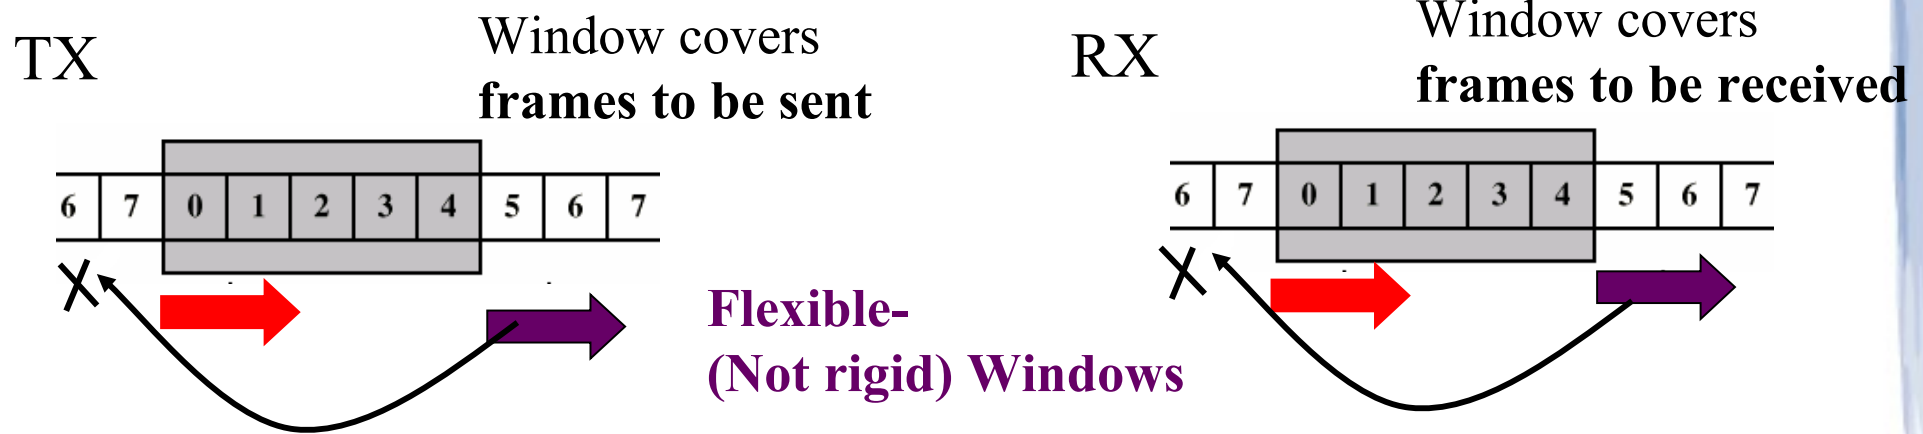 TX
Window covers
frames to be sent
6 7 0 1 2 3 4 5 6 7
Flexible-
(Not rigid) Windows
RX
Window covers
frames to be received
6 7 0 1 2 3 4 5 6 7